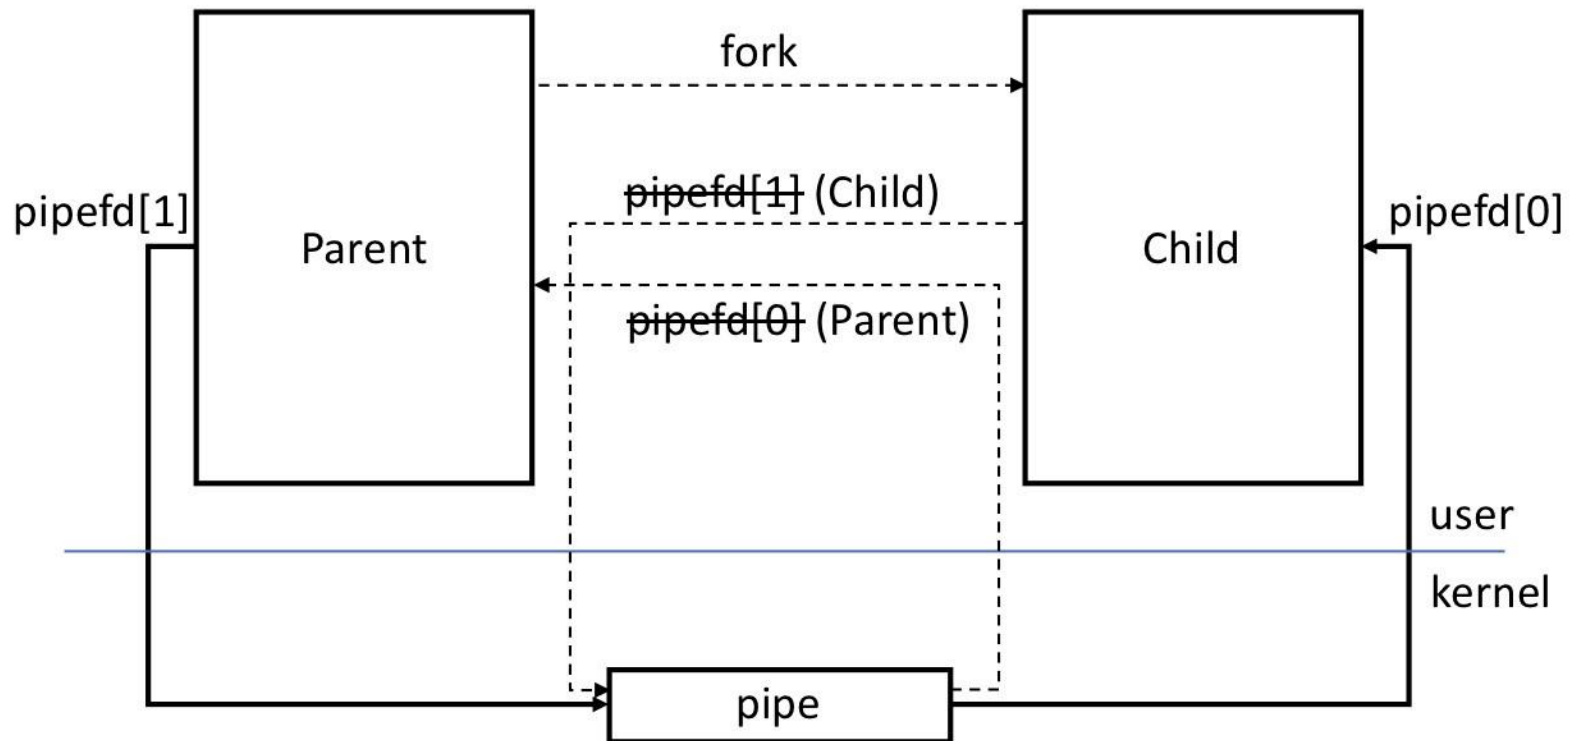 fork
pipefd[1] (Child)
pipefd[1]
pipefd[0]
Parent
Child
pipefd[0] (Parent)
user
kernel
pipe